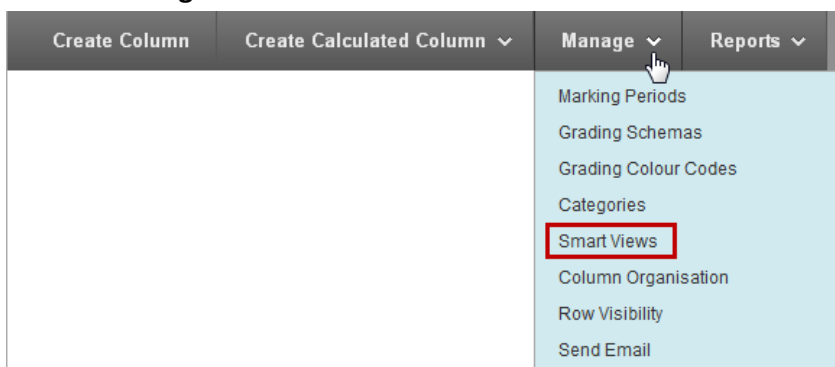 Create Column Create Calculated Column Manage Reports
Marking Periods
Grading Schemas
Grading Colour Codes
Categories
Smart Views
Column Organisation
Row Visibility
Send Email